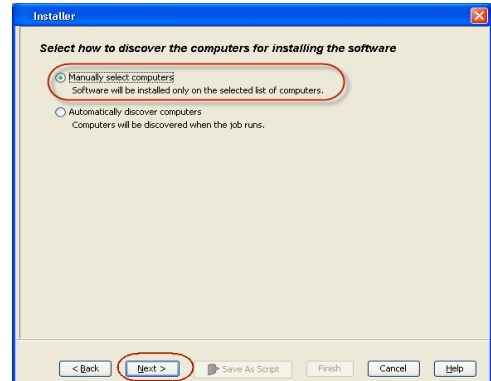 Installer
Select how to discover the computers for installing the software
Manually select computers
Software will be installed only on the selected list of computers.
Automatically discover computers
Computers will be discovered when the job runs.
< Back
Next >
Save As Script
Finish
Cancel
Help